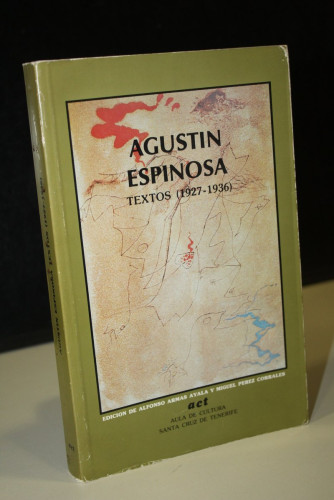 AGUSTIN
ESPINOSA
TEXTOS (1927-1936)
EDICION DE ALFONSO ARMAS AYALA Y MIGUEL PEREZ CORRALES
act
AULA DE CULTURA
SANTA CRUZ DE TENERIFE
act